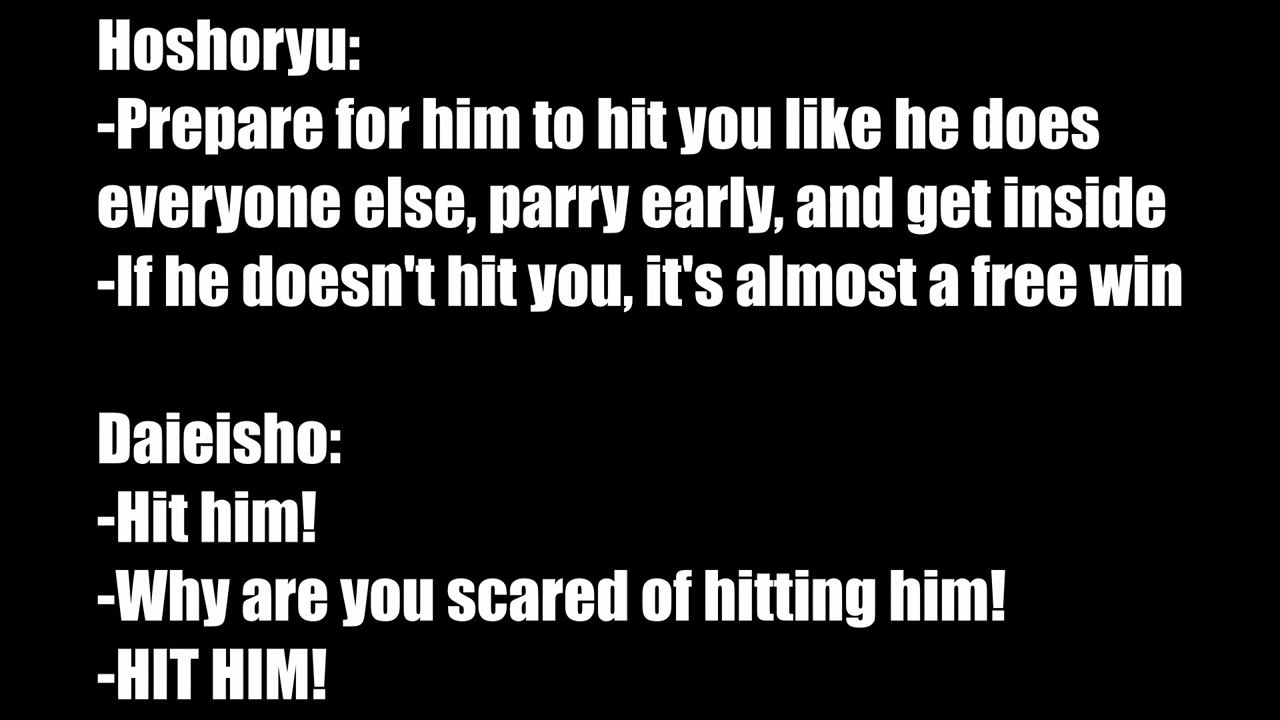 Hoshoryu:
-Prepare for him to hit you like he does
everyone else, parry early, and get inside
-If he doesn't hit you, it's almost a free win
Daieisho:
-Hit him!
-Why are you scared of hitting him!
-HIT HIM!